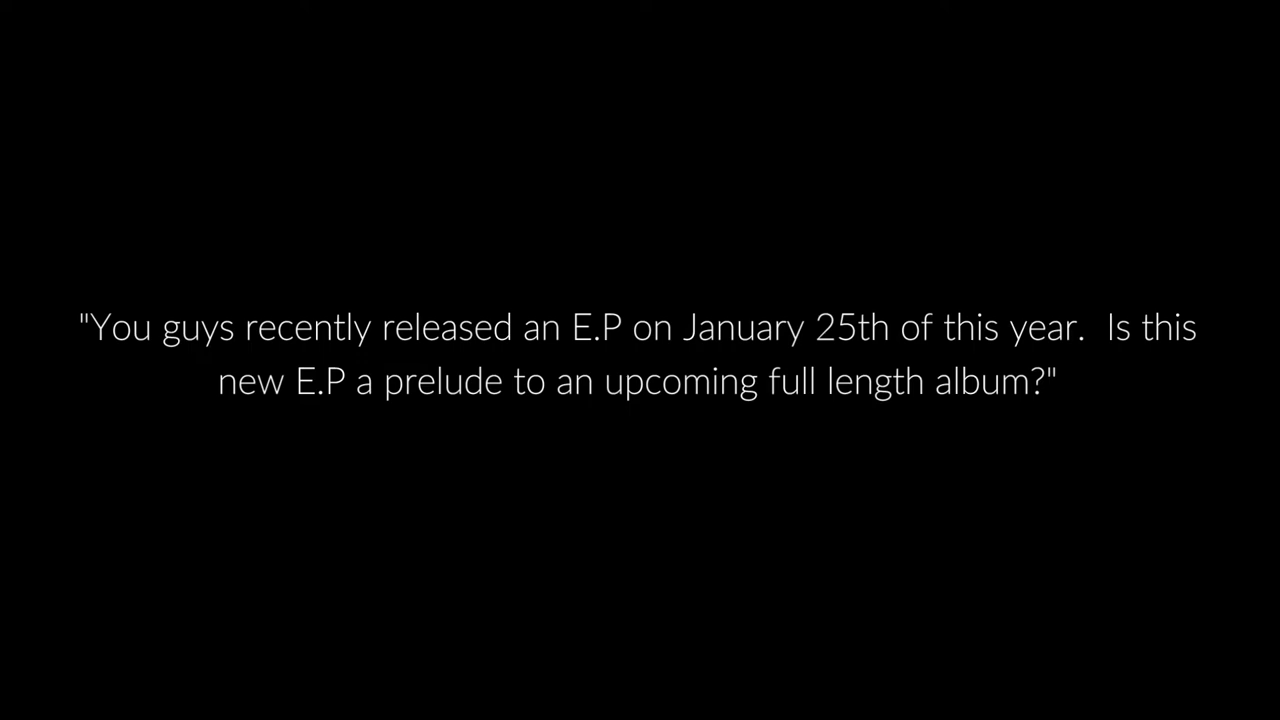 "You guys recently released an E.P on January 25th of this year.  Is this
new E.P a prelude to an upcoming full length album?"